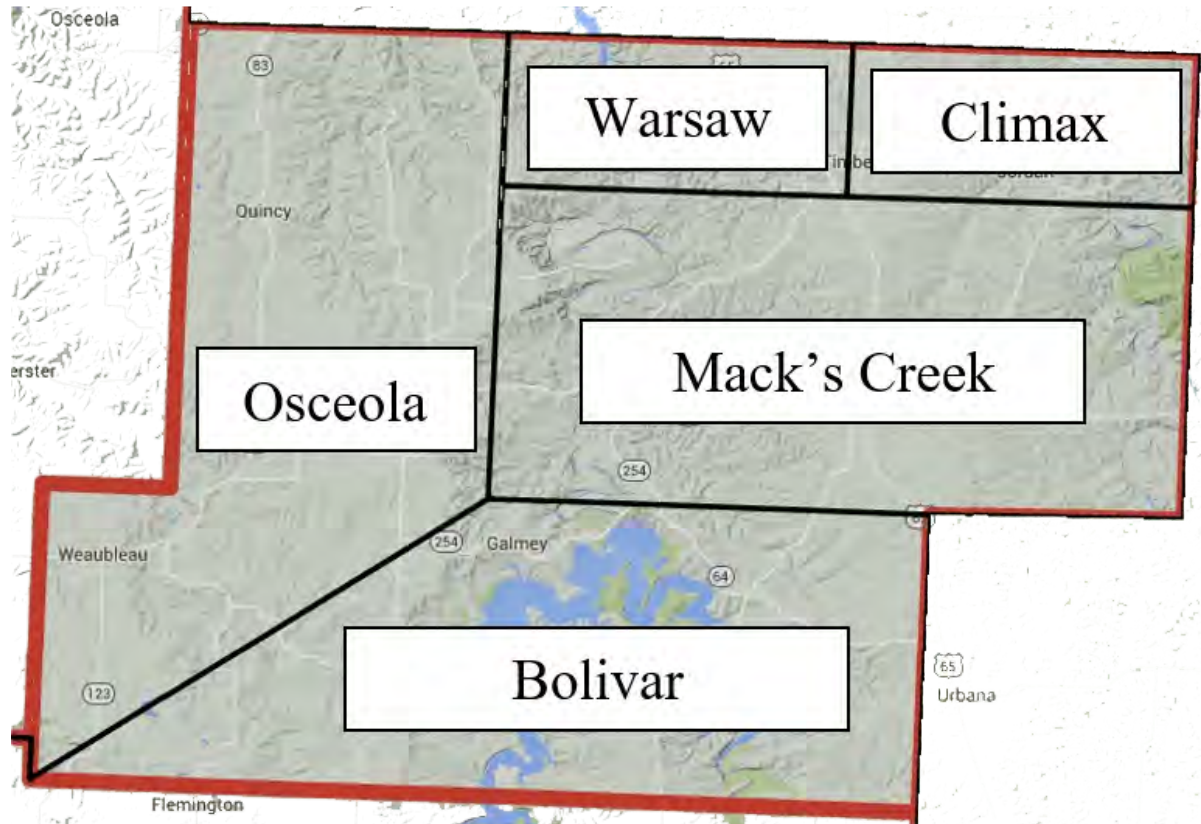 Osceola
83
Warsaw
Climax
Quincy
erster
Osceola
Mack's Creek
254
Weaubleau
254
Galmey
64
Bolivar
123
65
Urbana
Flemington